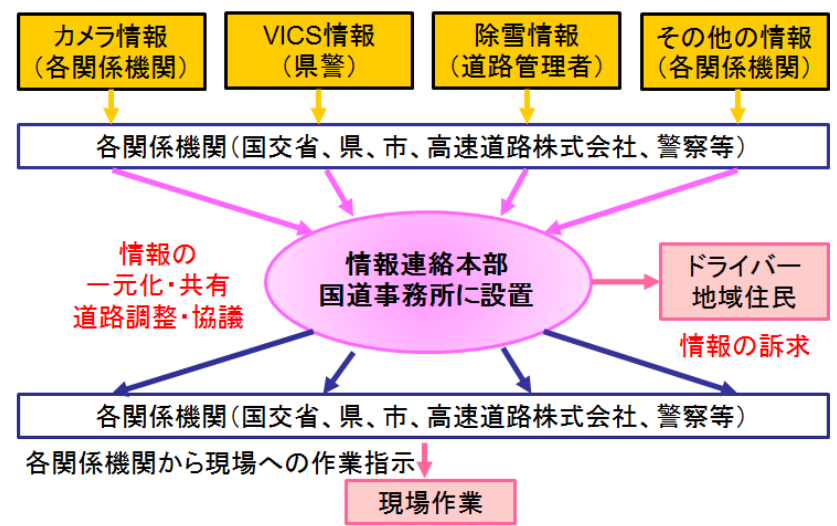 カメラ情報
(各関係機関)
VICS情報
(県警)
除雪情報
(道路管理者)
その他の情報
(各関係機関)
各関係機関(国交省、県、市、高速道路株式会社、警察等)
情報の
一元化・共有
道路調整・協議
情報連絡本部
国道事務所に設置
ドライバー
地域住民
情報の訴求
各関係機関(国交省、県、市、高速道路株式会社、警察等)
各関係機関から現場への作業指示
現場作業